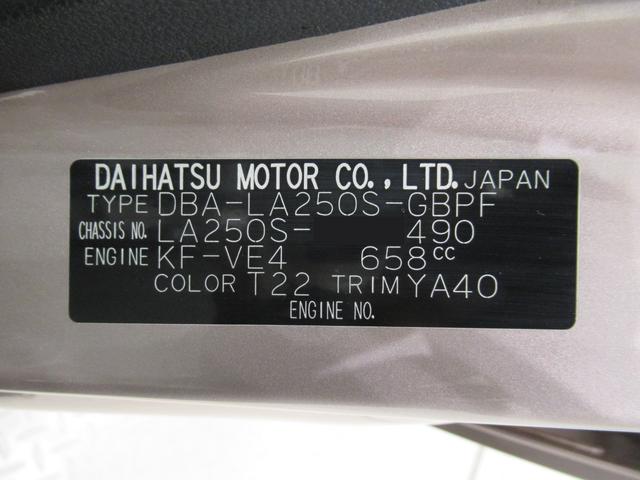 DAIHATSU MOTOR CO., LTD. JAPAN
TYPE DBA-LA250S-GBPF
CHASSIS NO. LA250S- 490
ENGINE KF-VE4 658cc
COLOR T22 TRIM YA40
ENGINE NO.